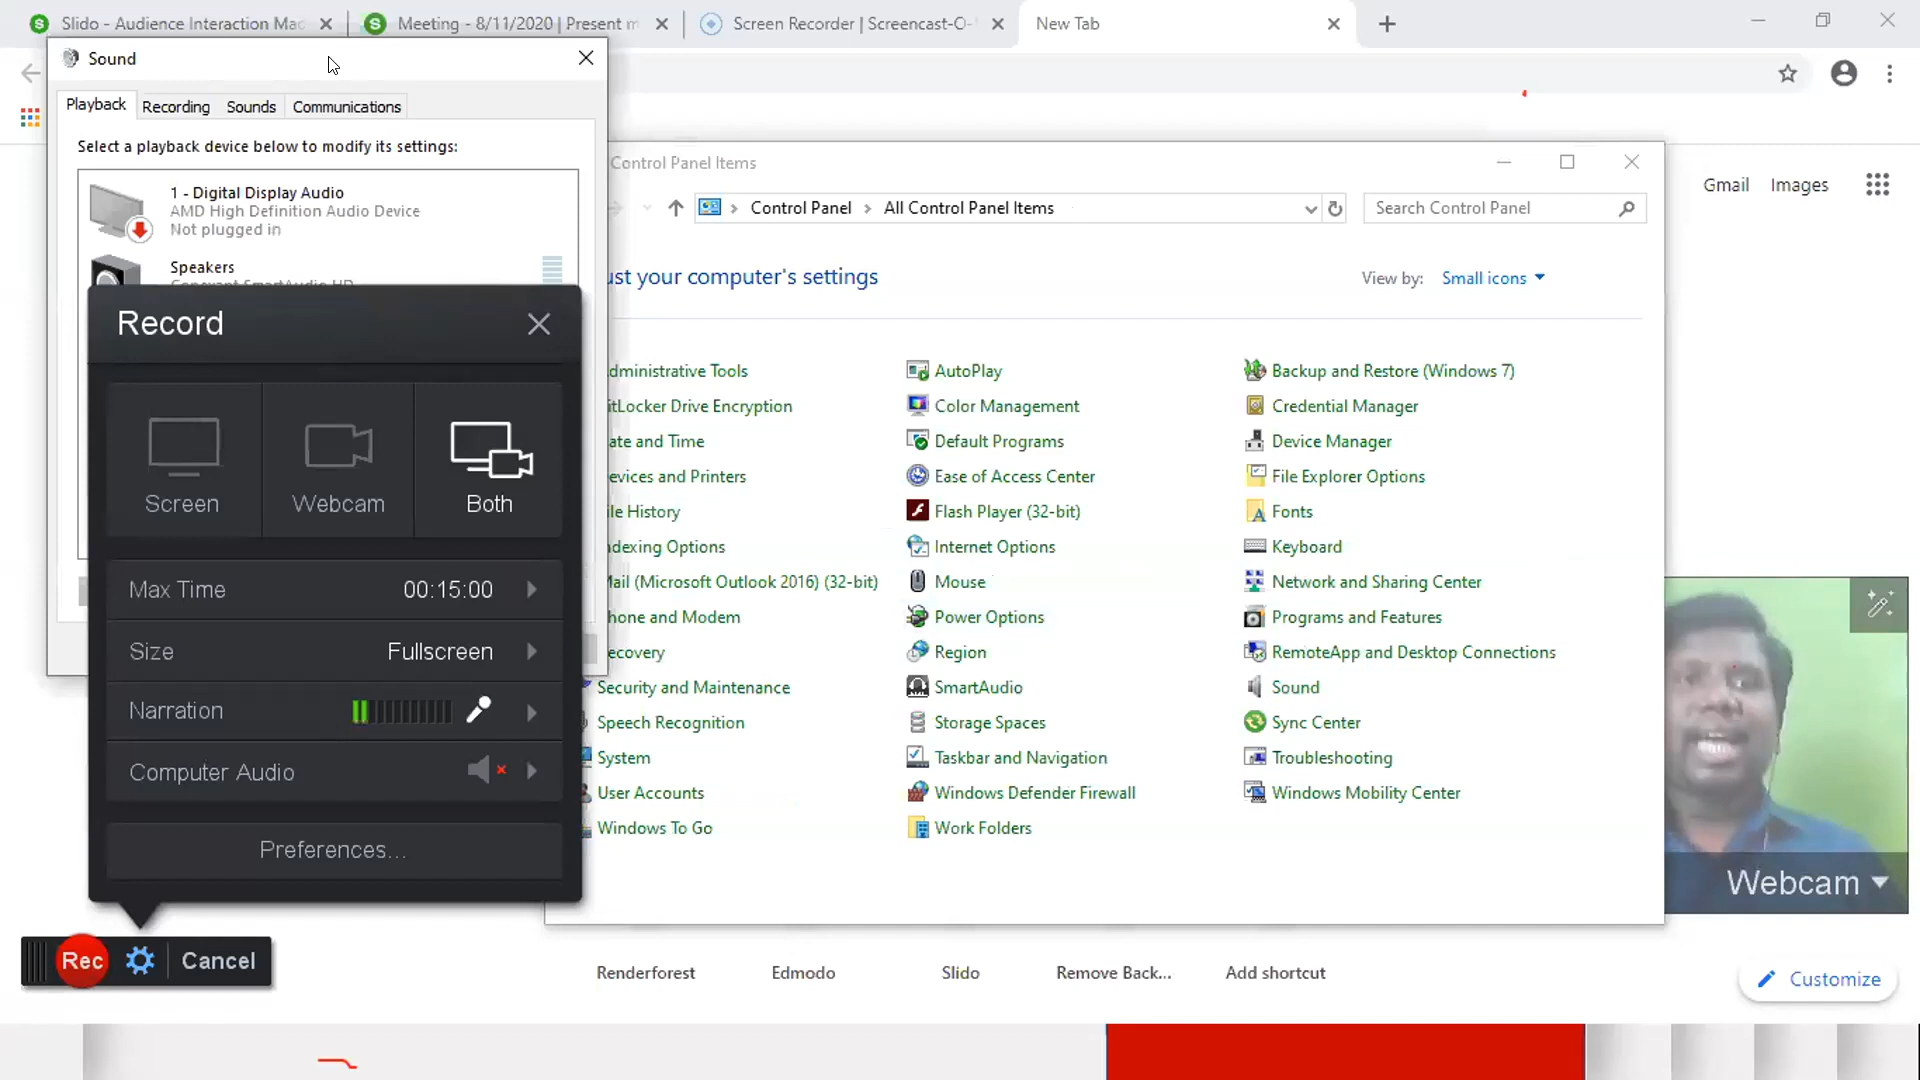 Slido - Audience Interaction Mad
Meeting - 8/11/2020 | Present m
Screen Recorder | Screencast-O-
New Tab
Sound
Playback
Recording
Sounds
Communications
Select a playback device below to modify its settings:
1 - Digital Display Audio
AMD High Definition Audio Device
Not plugged in
Speakers
Conexant SmartAudio HD
Record
Screen
Webcam
Both
Max Time 00:15:00
Size Fullscreen
Narration
Computer Audio
Preferences...
Rec
Cancel
Control Panel Items
Control Panel > All Control Panel Items
Search Control Panel
ust your computer's settings
View by: Small icons
dministrative Tools
AutoPlay
Backup and Restore (Windows 7)
itLocker Drive Encryption
Color Management
Credential Manager
ate and Time
Default Programs
Device Manager
evices and Printers
Ease of Access Center
File Explorer Options
ile History
Flash Player (32-bit)
Fonts
ndexing Options
Internet Options
Keyboard
Mail (Microsoft Outlook 2016) (32-bit)
Mouse
Network and Sharing Center
hone and Modem
Power Options
Programs and Features
ecovery
Region
RemoteApp and Desktop Connections
Security and Maintenance
SmartAudio
Sound
Speech Recognition
Storage Spaces
Sync Center
System
Taskbar and Navigation
Troubleshooting
User Accounts
Windows Defender Firewall
Windows Mobility Center
Windows To Go
Work Folders
Gmail
Images
Webcam
Renderforest
Edmodo
Slido
Remove Back...
Add shortcut
Customize